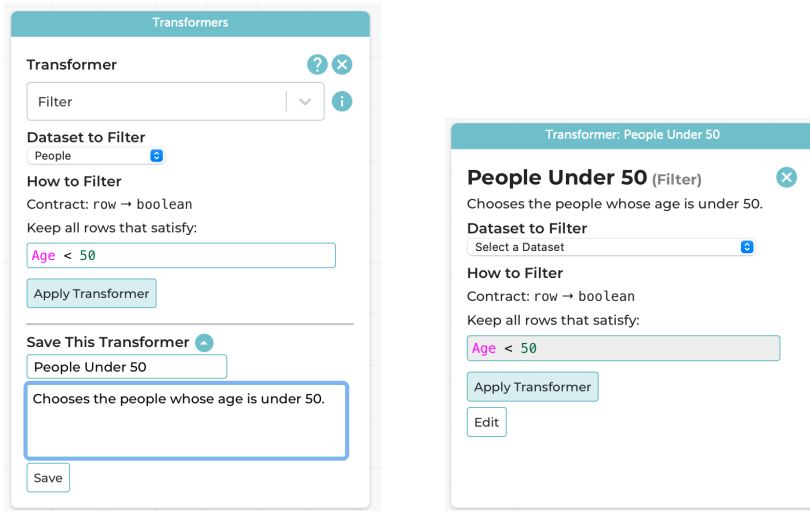 Transformers
Transformer
?
Filter
i
Dataset to Filter
People
How to Filter
Contract: row → boolean
Keep all rows that satisfy:
Age < 50
Apply Transformer
Save This Transformer
People Under 50
Chooses the people whose age is under 50.
Save
Transformer: People Under 50
People Under 50 (Filter)
Chooses the people whose age is under 50.
Dataset to Filter
Select a Dataset
How to Filter
Contract: row → boolean
Keep all rows that satisfy:
Age < 50
Apply Transformer
Edit